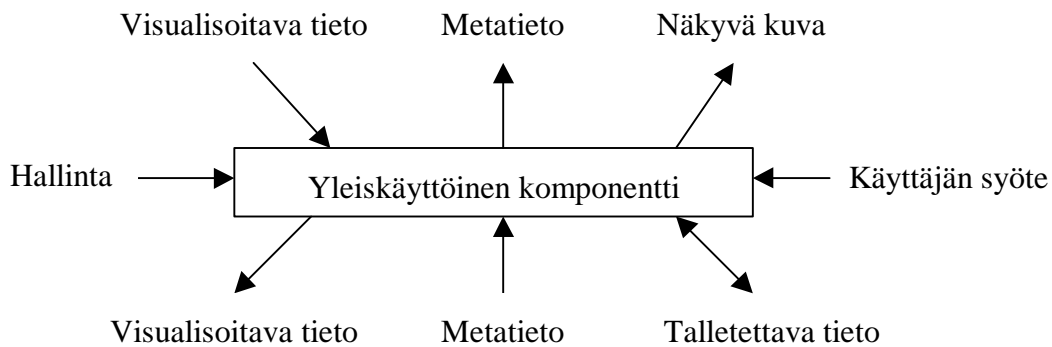 Visualisoitava tieto
Metatieto
Näkyvä kuva
Hallinta
Yleiskäyttöinen komponentti
Käyttäjän syöte
Visualisoitava tieto
Metatieto
Talletettava tieto